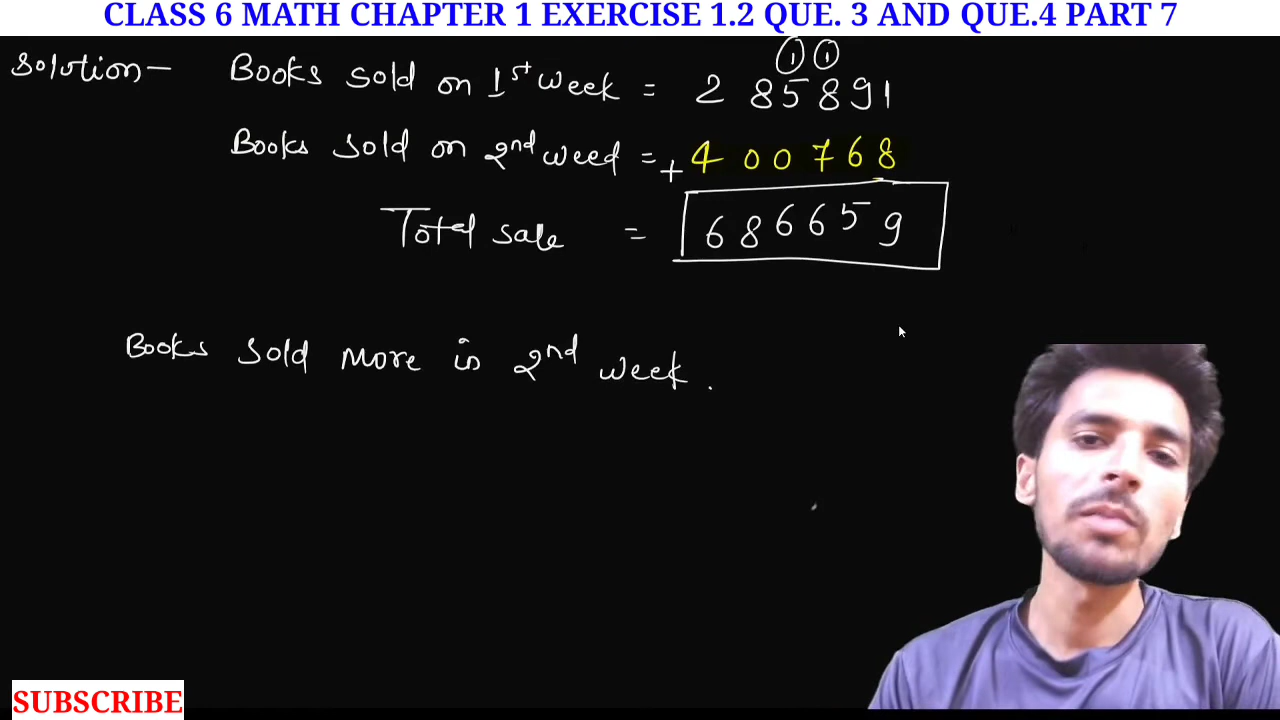 CLASS 6 MATH CHAPTER 1 EXERCISE 1.2 QUE. 3 AND QUE.4 PART 7
1 1
Solution - Books sold on 1st week = 2 85891
Books sold on 2nd weed = + 4 00768
Total sale = 686659
Books sold more in 2nd week.
SUBSCRIBE